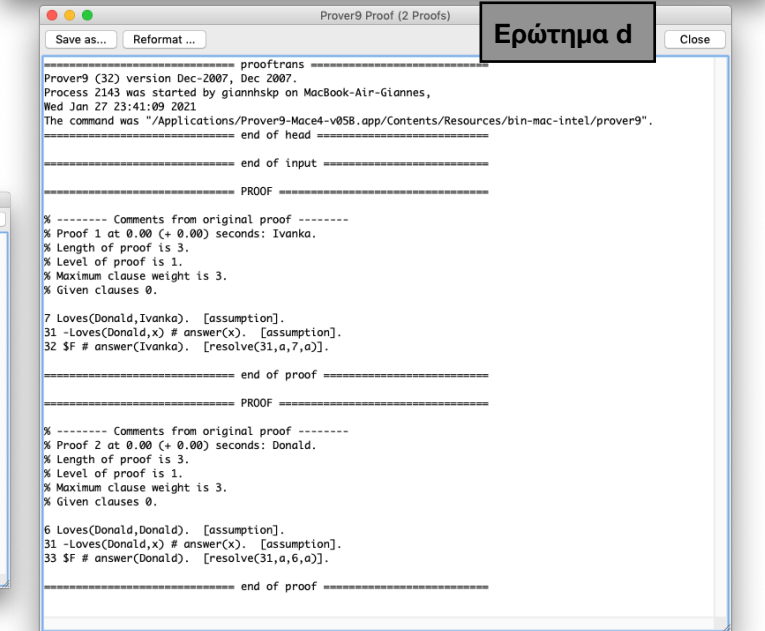 Prover9 Proof (2 Proofs)
Ερώτημα d
Save as...
Reformat ...
Close
============================== prooftrans ============================
Prover9 (32) version Dec-2007, Dec 2007.
Process 2143 was started by giannhskp on MacBook-Air-Giannes,
Wed Jan 27 23:41:09 2021
The command was "/Applications/Prover9-Mace4-v05B.app/Contents/Resources/bin-mac-intel/prover9".
============================== end of head ===========================
============================== end of input ==========================
============================== PROOF =================================
% -------- Comments from original proof --------
% Proof 1 at 0.00 (+ 0.00) seconds: Ivanka.
% Length of proof is 3.
% Level of proof is 1.
% Maximum clause weight is 3.
% Given clauses 0.
7 Loves(Donald,Ivanka).  [assumption].
31 -Loves(Donald,x) # answer(x).  [assumption].
32 $F # answer(Ivanka).  [resolve(31,a,7,a)].
============================== end of proof ==========================
============================== PROOF =================================
% -------- Comments from original proof --------
% Proof 2 at 0.00 (+ 0.00) seconds: Donald.
% Length of proof is 3.
% Level of proof is 1.
% Maximum clause weight is 3.
% Given clauses 0.
6 Loves(Donald,Donald).  [assumption].
31 -Loves(Donald,x) # answer(x).  [assumption].
33 $F # answer(Donald).  [resolve(31,a,6,a)].
============================== end of proof ==========================